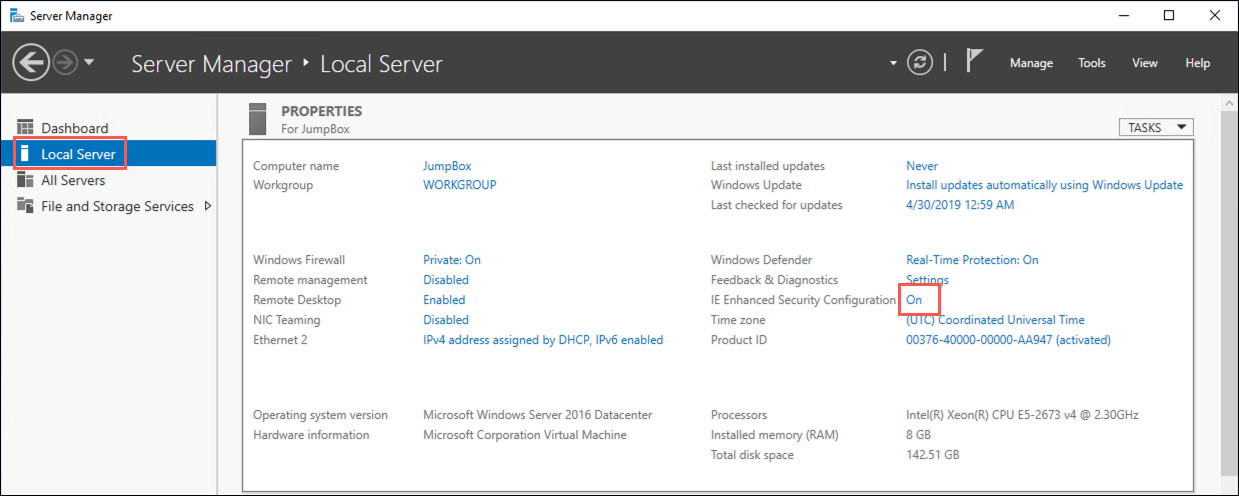 Server Manager
Server Manager ‣ Local Server
Manage Tools View Help
Dashboard
Local Server
All Servers
File and Storage Services
PROPERTIES
For JumpBox
TASKS
Computer name JumpBox
Workgroup WORKGROUP
Last installed updates Never
Windows Update Install updates automatically using Windows Update
Last checked for updates 4/30/2019 12:59 AM
Windows Firewall Private: On
Remote management Disabled
Remote Desktop Enabled
NIC Teaming Disabled
Ethernet 2 IPv4 address assigned by DHCP, IPv6 enabled
Windows Defender Real-Time Protection: On
Feedback & Diagnostics Settings
IE Enhanced Security Configuration On
Time zone (UTC) Coordinated Universal Time
Product ID 00376-40000-00000-AA947 (activated)
Operating system version Microsoft Windows Server 2016 Datacenter
Hardware information Microsoft Corporation Virtual Machine
Processors Intel(R) Xeon(R) CPU E5-2673 v4 @ 2.30GHz
Installed memory (RAM) 8 GB
Total disk space 142.51 GB